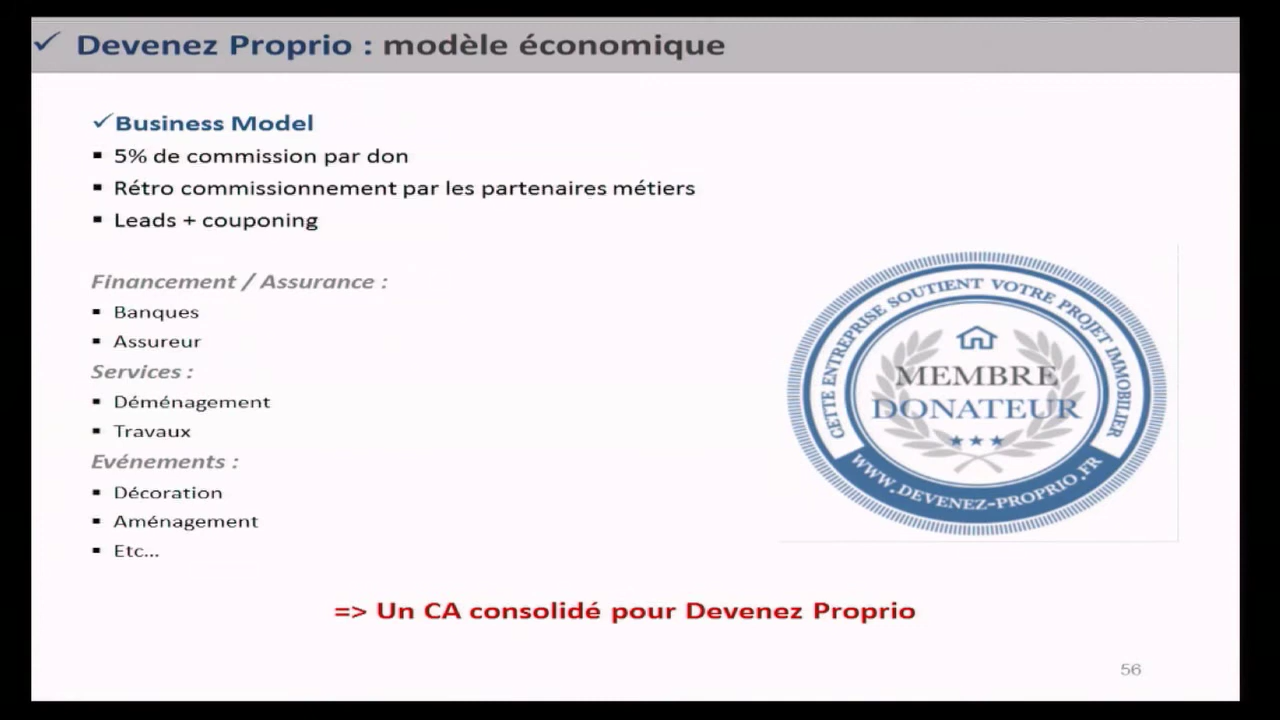 ✓ Devenez Proprio : modèle économique
✓Business Model
▪ 5% de commission par don
▪ Rétro commissionnement par les partenaires métiers
▪ Leads + couponing
Financement / Assurance :
▪ Banques
▪ Assureur
Services :
▪ Déménagement
▪ Travaux
Evénements :
▪ Décoration
▪ Aménagement
▪ Etc...
CETTE ENTREPRISE SOUTIENT VOTRE PROJET IMMOBILIER
MEMBRE
DONATEUR
WWW.DEVENEZ-PROPRIO.FR
=> Un CA consolidé pour Devenez Proprio
56